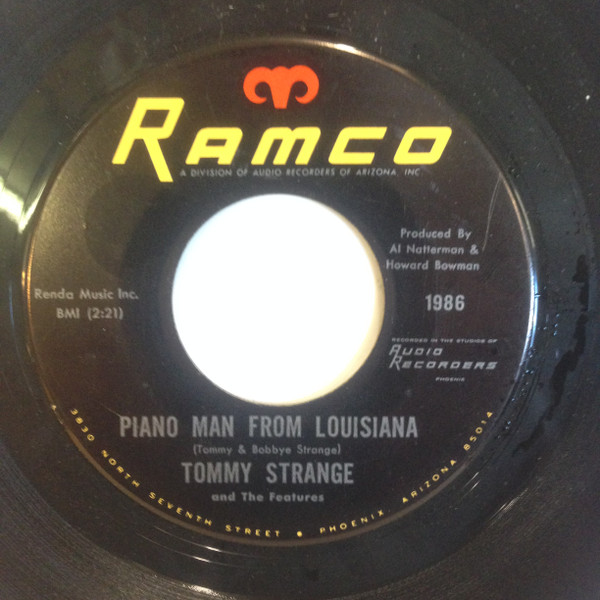 RAMCO
A DIVISION OF AUDIO RECORDERS OF ARIZONA, INC
Produced By
Al Natterman &
Howard Bowman
Renda Music Inc.
BMI (2:21)
1986
RECORDED IN THE STUDIOS OF
AUDIO
RECORDERS
PHOENIX
PIANO MAN FROM LOUISIANA
(Tommy & Bobbye Strange)
TOMMY STRANGE
and The Features
3830 NORTH SEVENTH STREET • PHOENIX, ARIZONA 85014